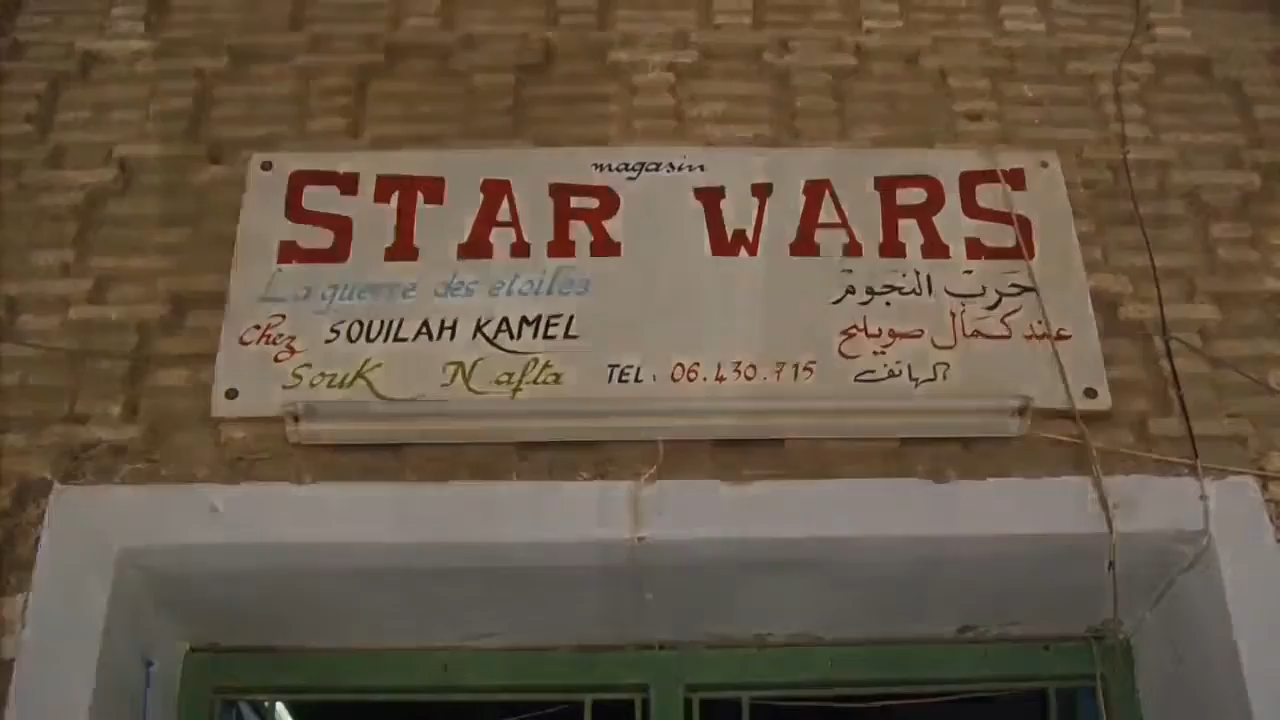 magasin
STAR WARS
La guerre des etoiles
حرب النجوم
chez SOUILAH KAMEL
عند كمال صويلح
Souk Nafta
TEL. 06.430.715 الهاتف